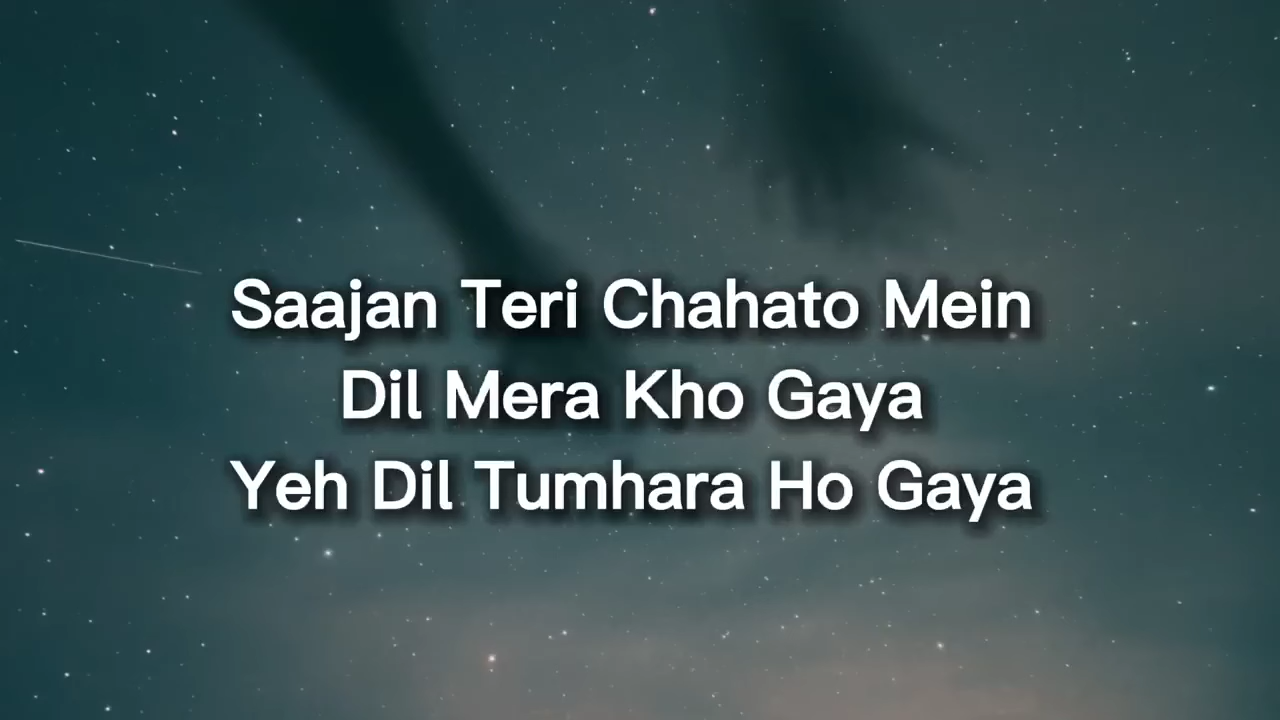 Saajan Teri Chahato Mein
Dil Mera Kho Gaya
Yeh Dil Tumhara Ho Gaya